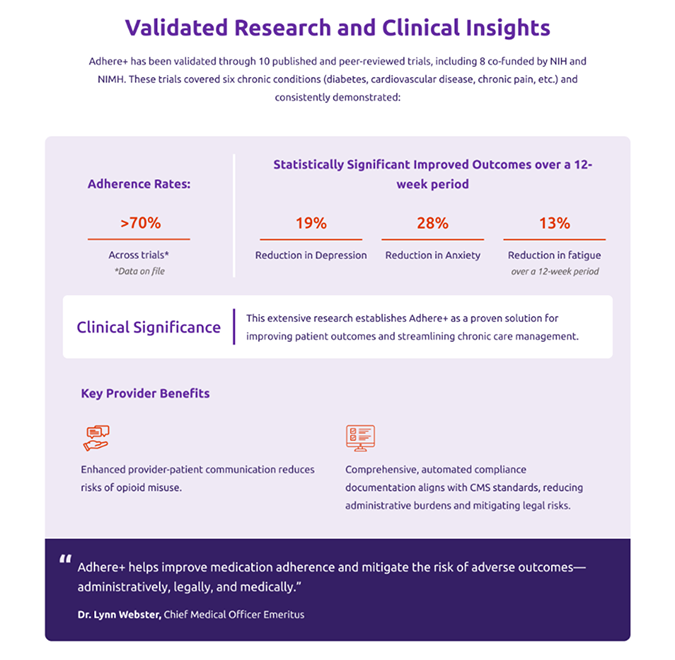 Validated Research and Clinical Insights
Adhere+ has been validated through 10 published and peer-reviewed trials, including 8 co-funded by NIH and
NIMH. These trials covered six chronic conditions (diabetes, cardiovascular disease, chronic pain, etc.) and
consistently demonstrated:
Adherence Rates:
>70%
Across trials*
*Data on file
Statistically Significant Improved Outcomes over a 12-
week period
19%
Reduction in Depression
28%
Reduction in Anxiety
13%
Reduction in fatigue
over a 12-week period
Clinical Significance
This extensive research establishes Adhere+ as a proven solution for
improving patient outcomes and streamlining chronic care management.
Key Provider Benefits
Enhanced provider-patient communication reduces
risks of opioid misuse.
Comprehensive, automated compliance
documentation aligns with CMS standards, reducing
administrative burdens and mitigating legal risks.
“Adhere+ helps improve medication adherence and mitigate the risk of adverse outcomes—
administratively, legally, and medically.”
Dr. Lynn Webster, Chief Medical Officer Emeritus